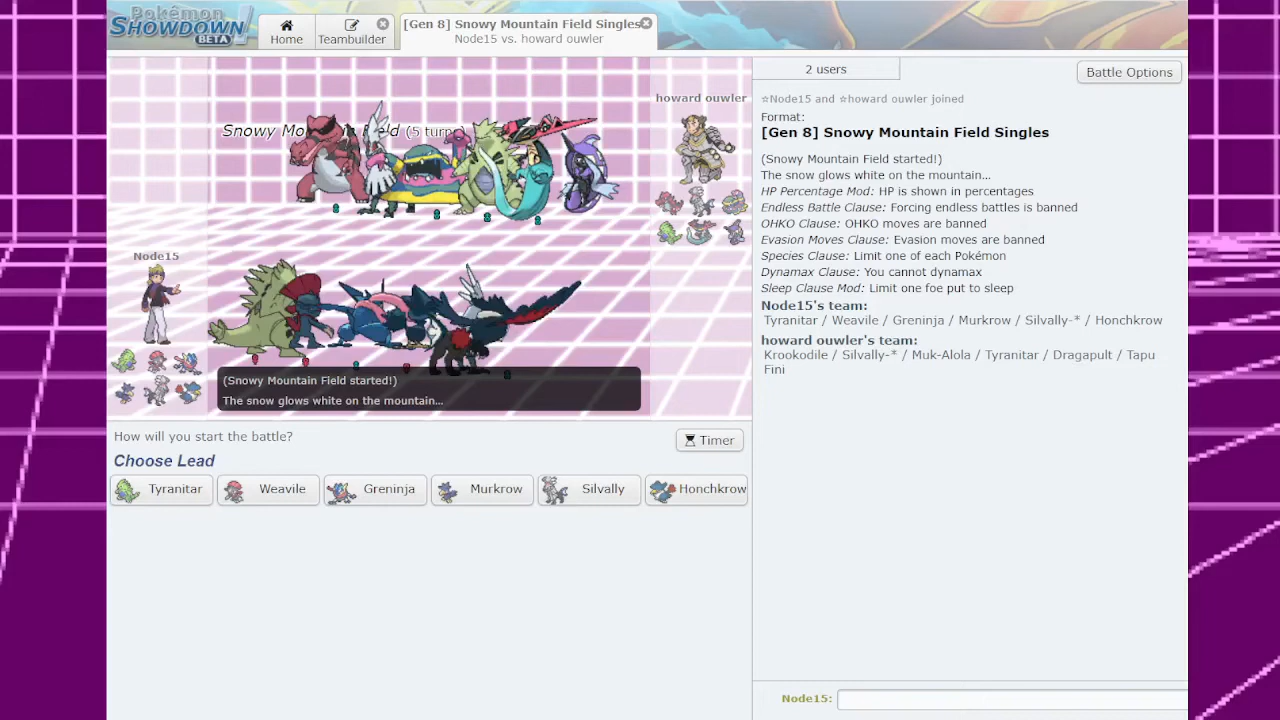 Pokémon
SHOWDOWN!
BETA
Home
Teambuilder
[Gen 8] Snowy Mountain Field Singles
Node15 vs. howard ouwler
Snowy Mo Field (5 turn
howard ouwler
Node15
(Snowy Mountain Field started!)
The snow glows white on the mountain...
How will you start the battle?
Timer
Choose Lead
Tyranitar
Weavile
Greninja
Murkrow
Silvally
Honchkrow
2 users
Battle Options
☆Node15 and ☆howard ouwler joined
Format:
[Gen 8] Snowy Mountain Field Singles
(Snowy Mountain Field started!)
The snow glows white on the mountain...
HP Percentage Mod: HP is shown in percentages
Endless Battle Clause: Forcing endless battles is banned
OHKO Clause: OHKO moves are banned
Evasion Moves Clause: Evasion moves are banned
Species Clause: Limit one of each Pokémon
Dynamax Clause: You cannot dynamax
Sleep Clause Mod: Limit one foe put to sleep
Node15's team:
Tyranitar / Weavile / Greninja / Murkrow / Silvally-* / Honchkrow
howard ouwler's team:
Krookodile / Silvally-* / Muk-Alola / Tyranitar / Dragapult / Tapu
Fini
Node15: